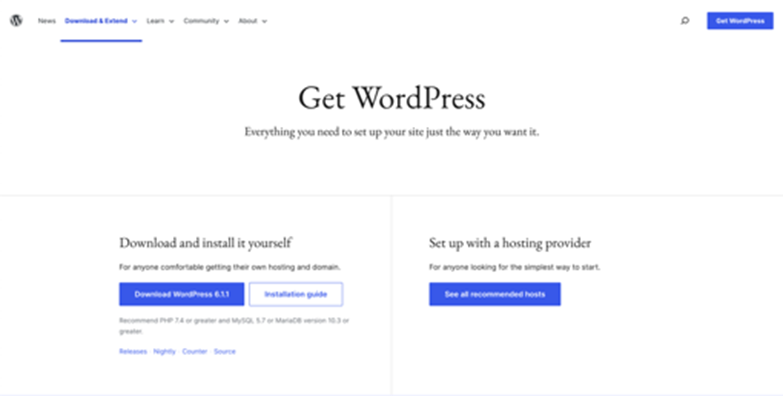 News Download & Extend Learn Community About Get WordPress
Get WordPress
Everything you need to set up your site just the way you want it.
Download and install it yourself
For anyone comfortable getting their own hosting and domain.
Download WordPress 6.1.1 Installation guide
Recommend PHP 7.4 or greater and MySQL 5.7 or MariaDB version 10.3 or
greater.
Releases Nightly Counter Source
Set up with a hosting provider
For anyone looking for the simplest way to start.
See all recommended hosts